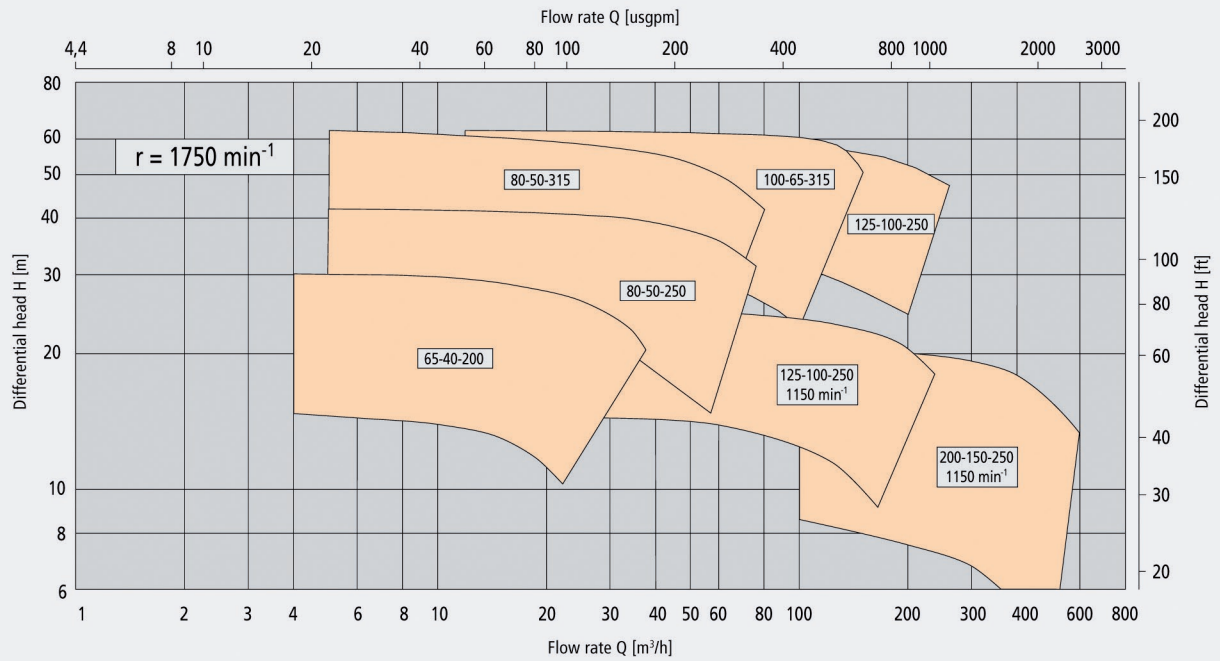 Flow rate Q [usgpm]
4,4 8 10 20 40 60 80 100 200 400 800 1000 2000 3000
80
60
50
40
30
20
10
8
6
Differential head H [m]
r = 1750 min-1
80-50-315
100-65-315
125-100-250
80-50-250
65-40-200
125-100-250
1150 min-1
200-150-250
1150 min-1
200
150
100
80
60
40
30
20
Differential head H [ft]
1 2 3 4 6 8 10 20 30 40 50 60 80 100 200 300 400 600 800
Flow rate Q [m³/h]